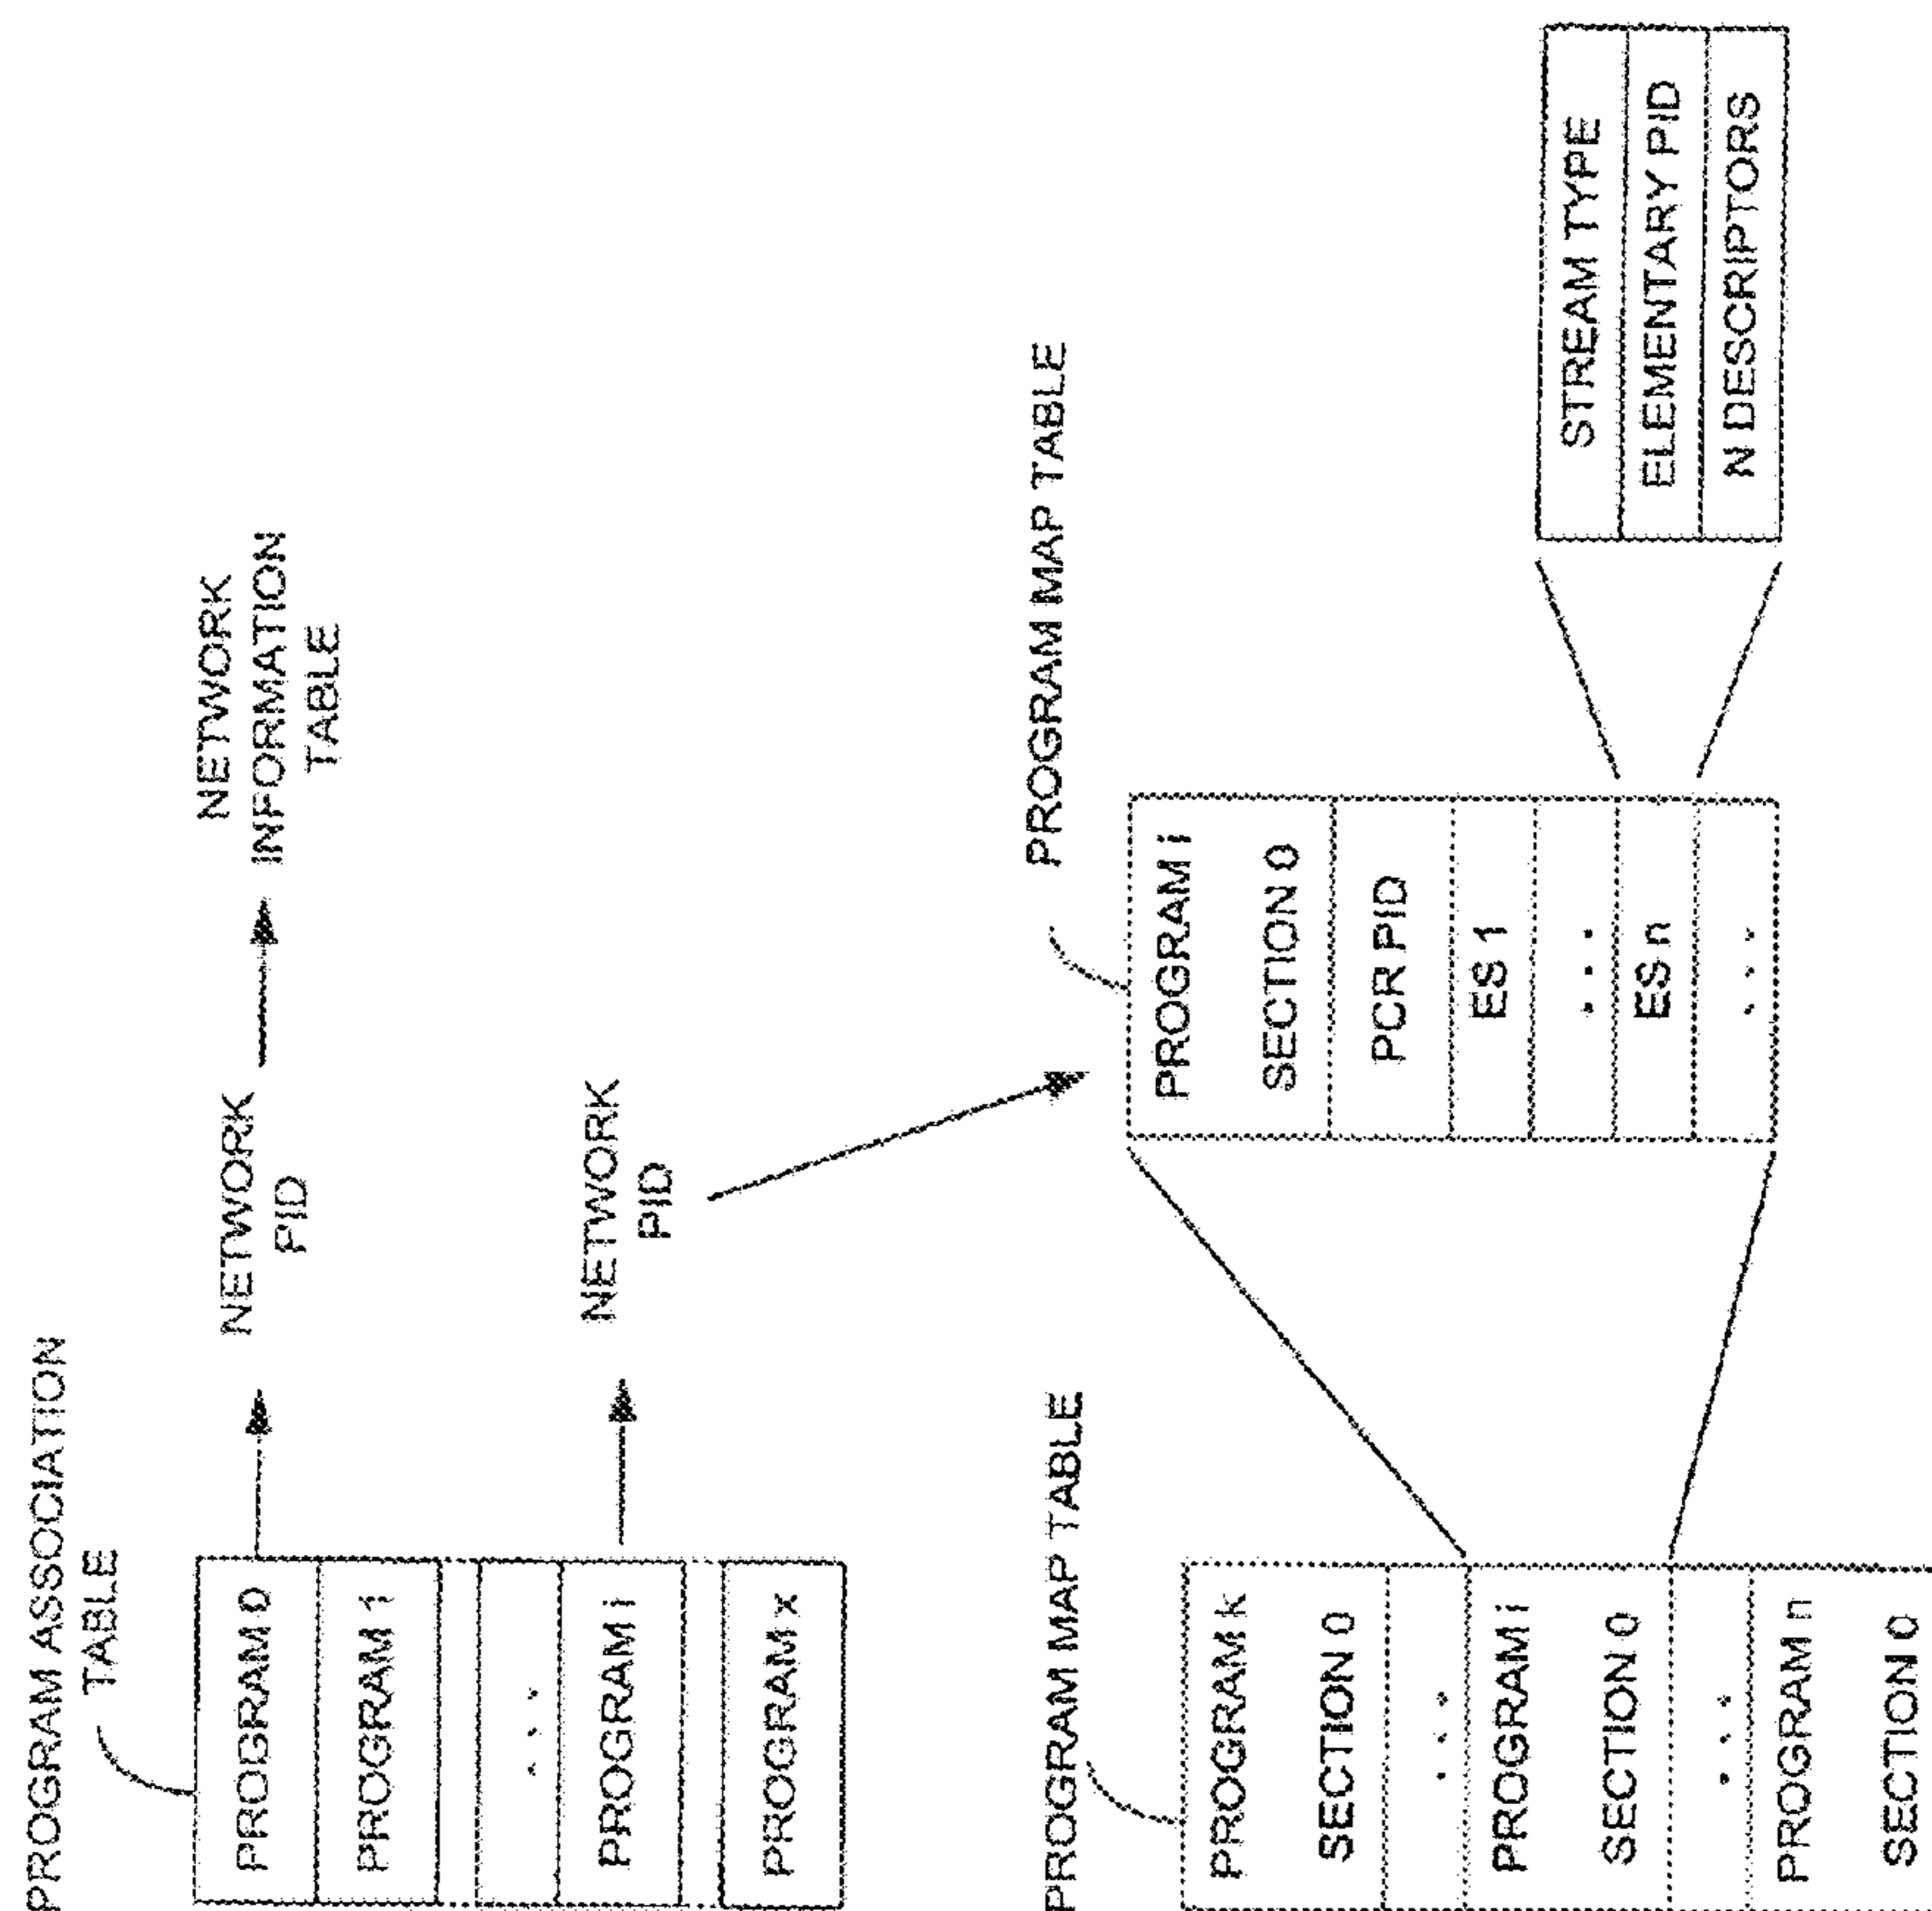 PROGRAM ASSOCIATION
TABLE
PROGRAM 0
PROGRAM 1
. . .
PROGRAM i
PROGRAM x
NETWORK
PID
NETWORK
INFORMATION
TABLE
NETWORK
PID
PROGRAM MAP TABLE
PROGRAM k
SECTION 0
. . .
PROGRAM i
SECTION 0
. . .
PROGRAM n
SECTION 0
PROGRAM MAP TABLE
PROGRAM i
SECTION 0
PCR PID
ES 1
. . .
ES n
. . .
STREAM TYPE
ELEMENTARY PID
N DESCRIPTORS